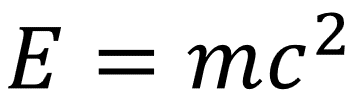 E = mc²